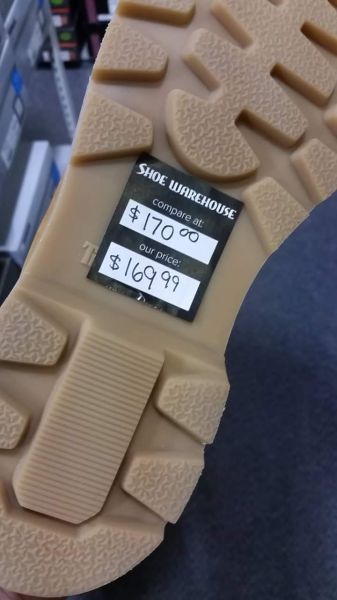 SHOE WAREHOUSE
compare at:
$170.00
our price:
$169.99